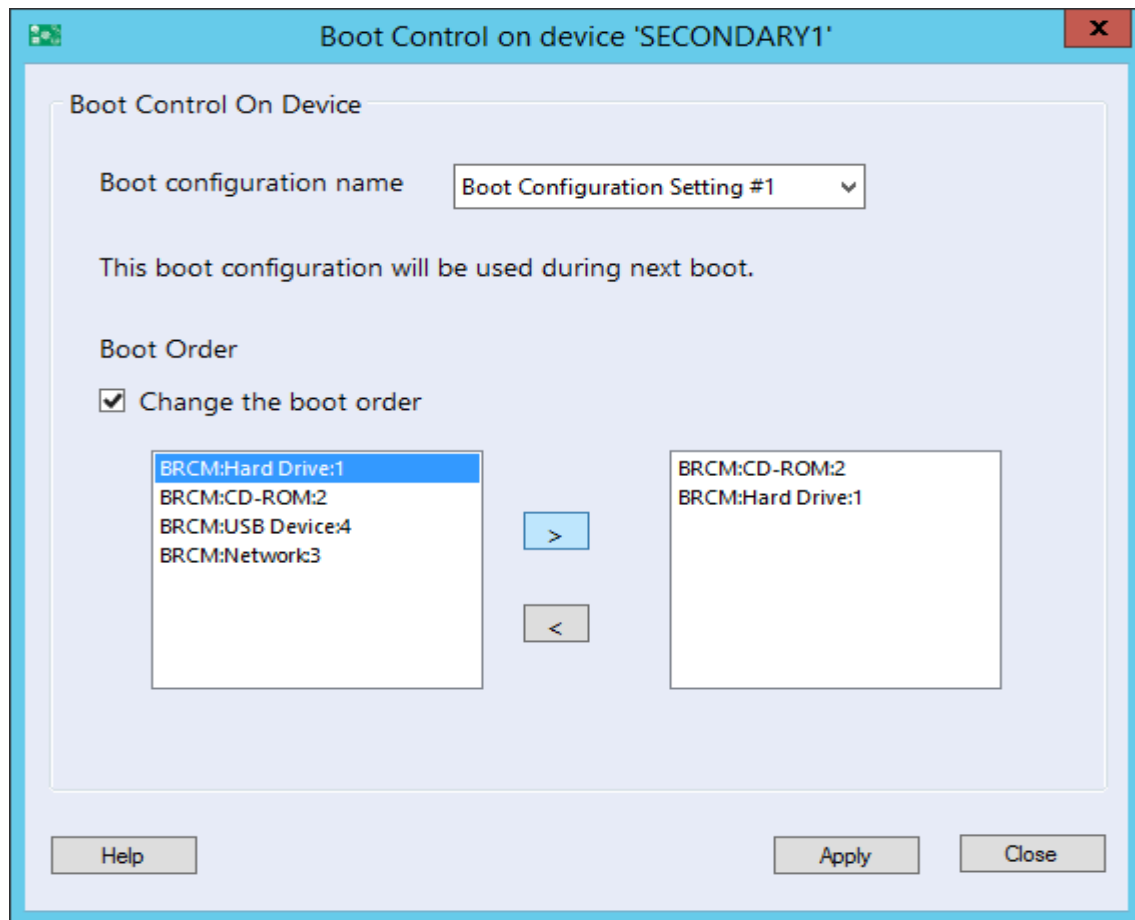 Boot Control on device 'SECONDARY1'
x
Boot Control On Device
Boot configuration name
Boot Configuration Setting #1
This boot configuration will be used during next boot.
Boot Order
Change the boot order
BRCM:Hard Drive:1
BRCM:CD-ROM:2
BRCM:USB Device:4
BRCM:Network:3
>
<
BRCM:CD-ROM:2
BRCM:Hard Drive:1
Help
Apply
Close